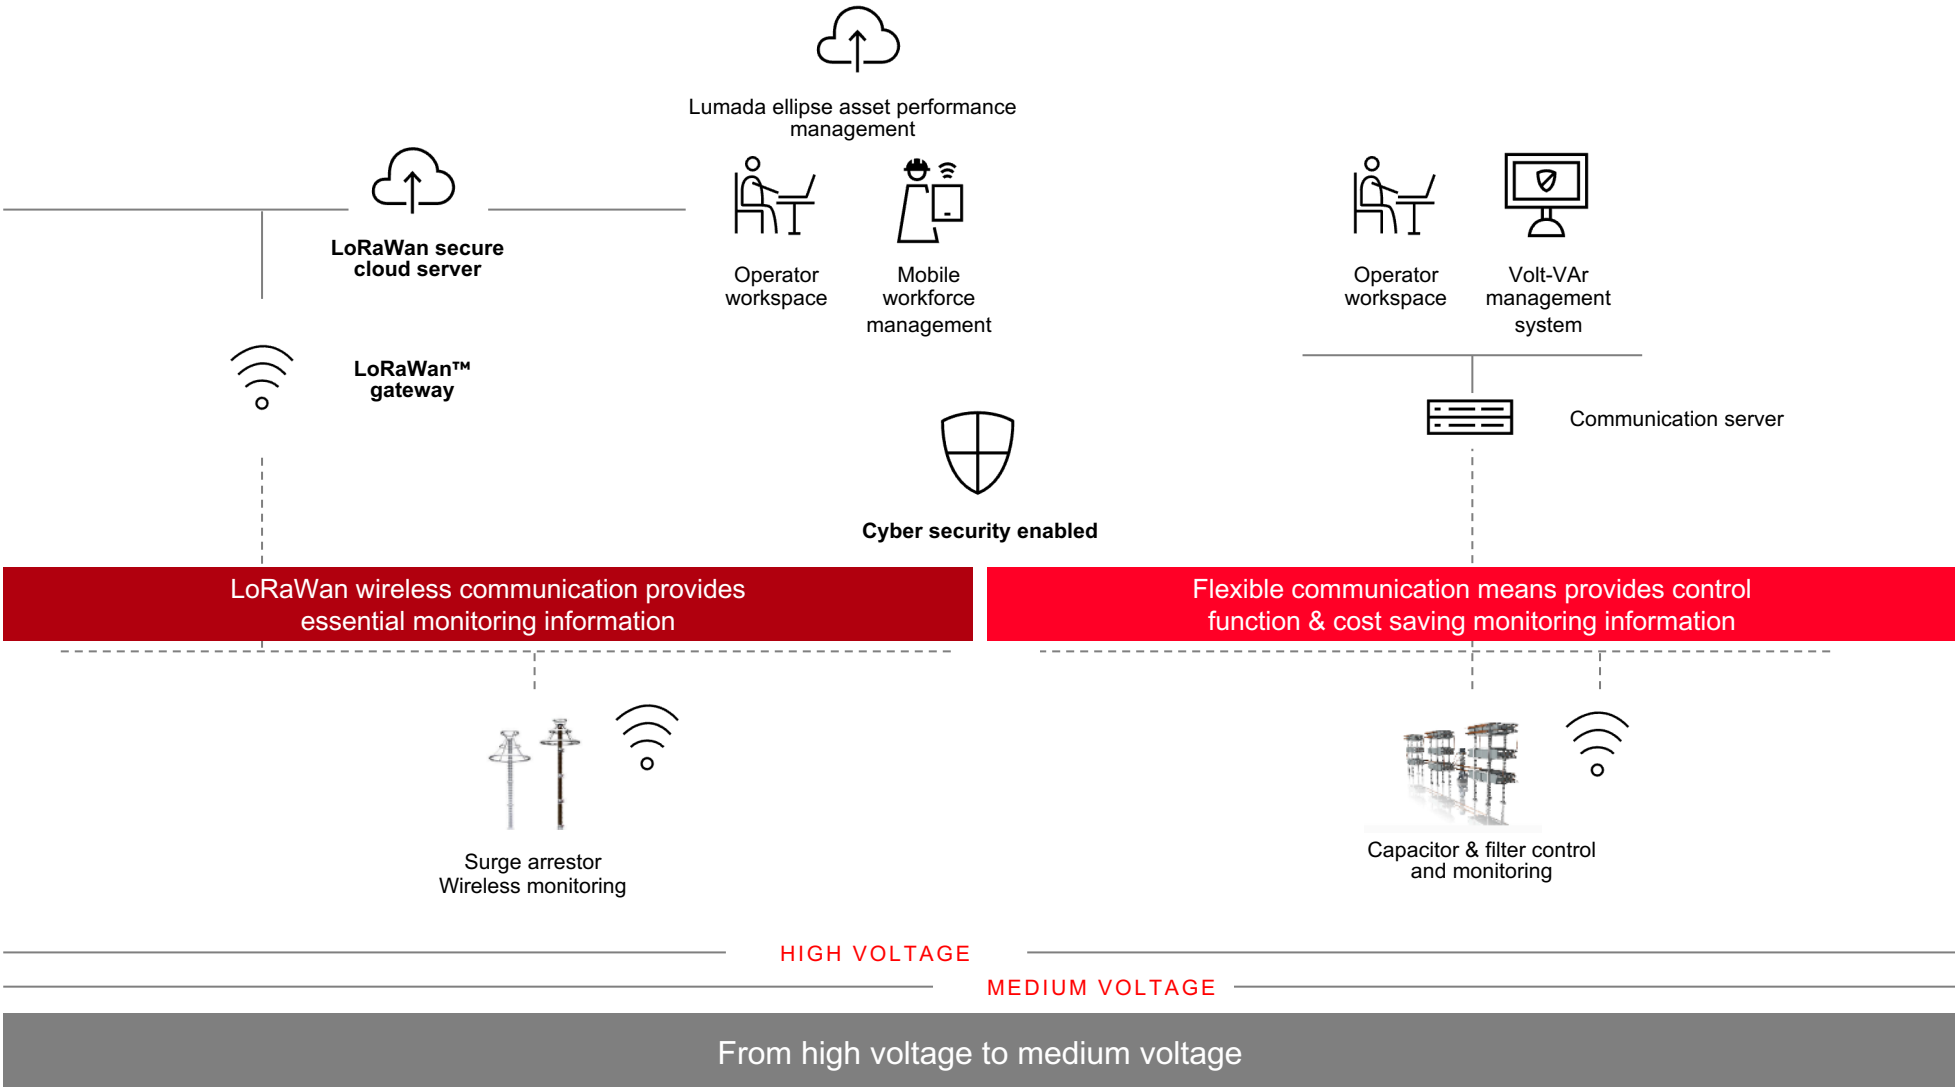 Lumada ellipse asset performance
management
LoRaWan secure
cloud server
Operator
workspace
Mobile
workforce
management
Operator
workspace
Volt-VAr
management
system
LoRaWan™
gateway
Communication server
Cyber security enabled
LoRaWan wireless communication provides
essential monitoring information
Flexible communication means provides control
function & cost saving monitoring information
Surge arrestor
Wireless monitoring
Capacitor & filter control
and monitoring
HIGH VOLTAGE
MEDIUM VOLTAGE
From high voltage to medium voltage